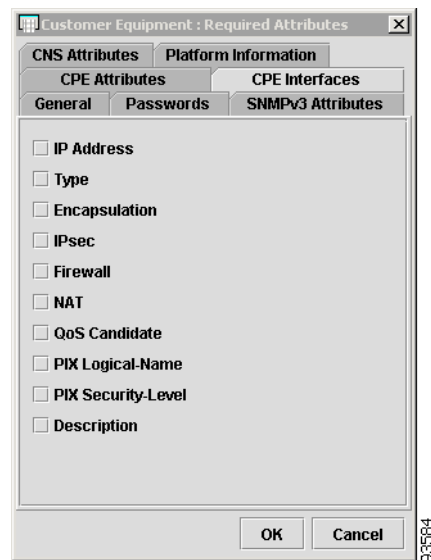 Customer Equipment : Required Attributes
CNS Attributes Platform Information
CPE Attributes CPE Interfaces
General Passwords SNMPv3 Attributes
IP Address
Type
Encapsulation
IPsec
Firewall
NAT
QoS Candidate
PIX Logical-Name
PIX Security-Level
Description
OK Cancel
93584